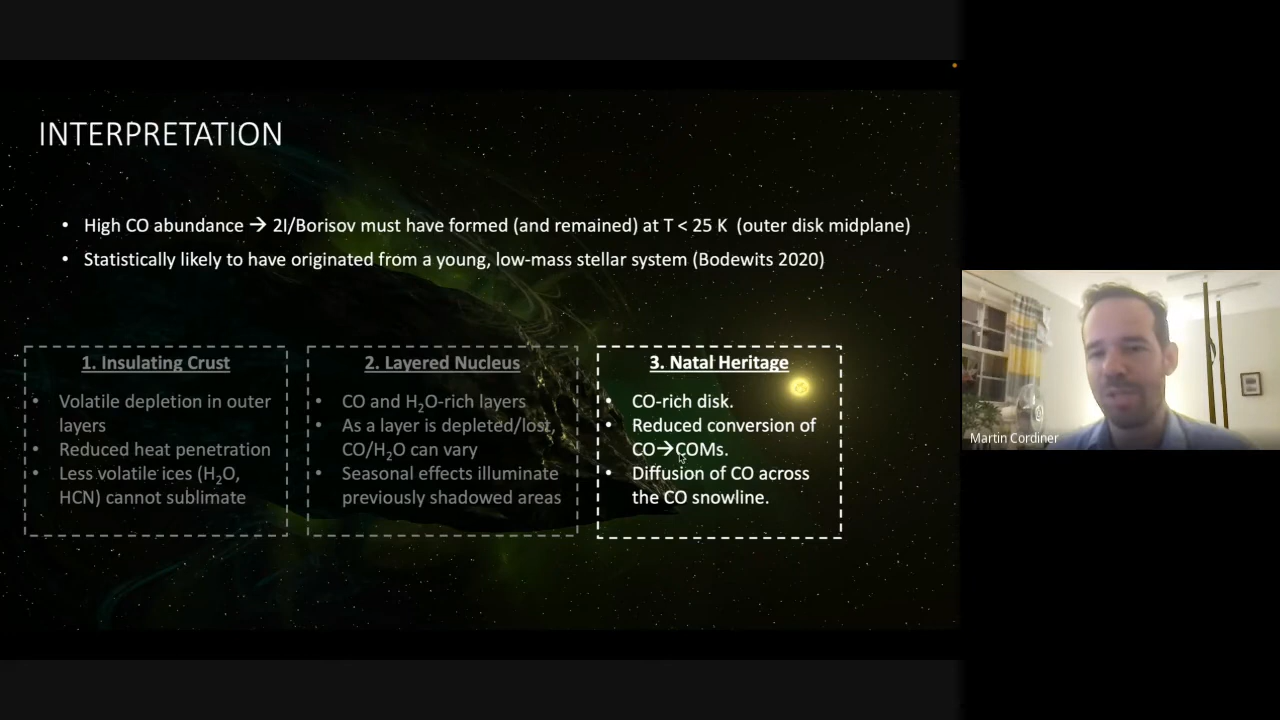 INTERPRETATION
• High CO abundance → 2I/Borisov must have formed (and remained) at T < 25 K (outer disk midplane)
• Statistically likely to have originated from a young, low-mass stellar system (Bodewits 2020)
1. Insulating Crust
• Volatile depletion in outer
layers
• Reduced heat penetration
• Less volatile ices (H₂O,
HCN) cannot sublimate
2. Layered Nucleus
• CO and H₂O-rich layers
• As a layer is depleted/lost,
CO/H₂O can vary
• Seasonal effects illuminate
previously shadowed areas
3. Natal Heritage
• CO-rich disk.
• Reduced conversion of
CO→COMs.
• Diffusion of CO across
the CO snowline.
Martin Cordiner